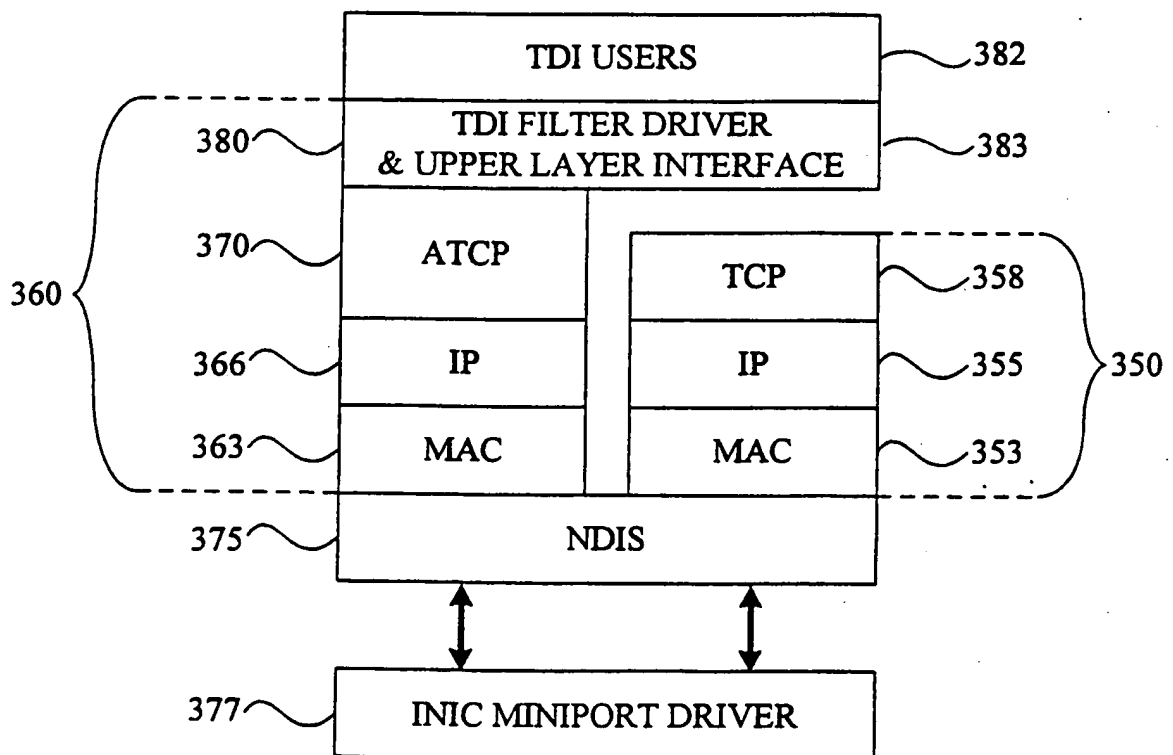 TDI USERS 382
380 TDI FILTER DRIVER
& UPPER LAYER INTERFACE 383
370 ATCP
TCP 358
360
366 IP IP 355
350
363 MAC MAC 353
375 NDIS
377 INIC MINIPORT DRIVER